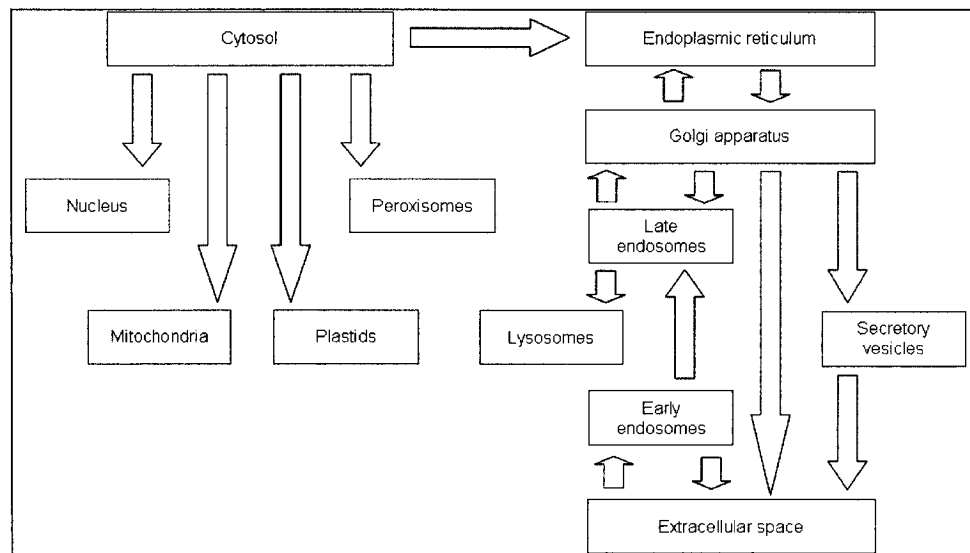 Cytosol
Endoplasmic reticulum
Golgi apparatus
Nucleus
Peroxisomes
Late
endosomes
Mitochondria
Plastids
Lysosomes
Secretory
vesicles
Early
endosomes
Extracellular space